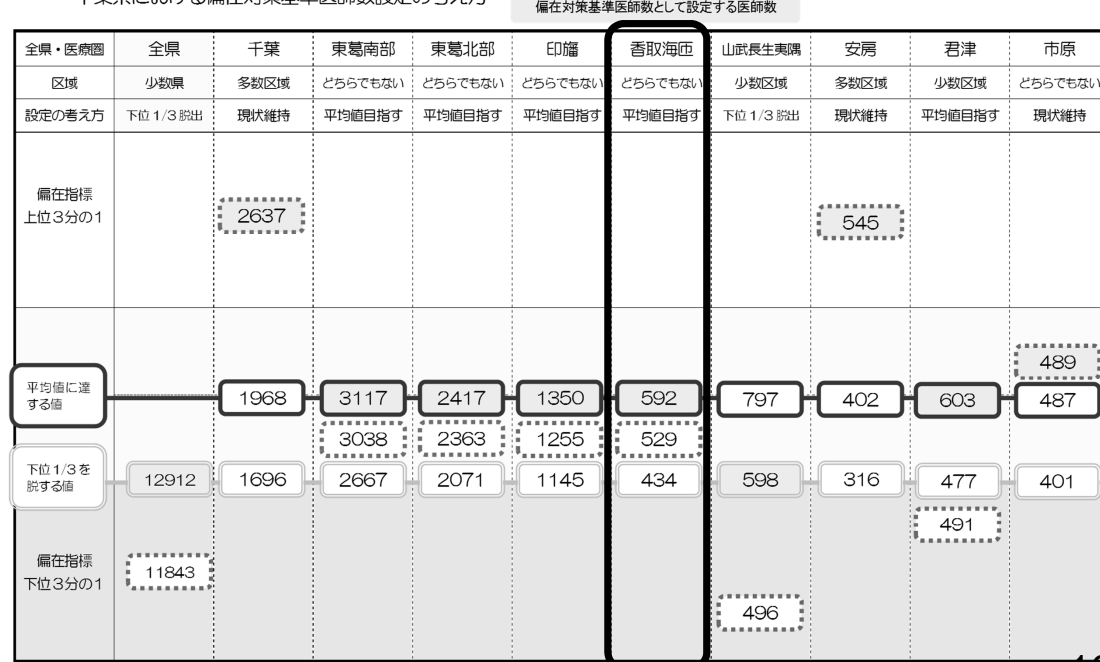 千葉県における偏在対策基準医師数設定の考え方
偏在対策基準医師数として設定する医師数
全県・医療圏 全県 千葉 東葛南部 東葛北部 印旛 香取海匝 山武長生夷隅 安房 君津 市原
区域 少数県 多数区域 どちらでもない どちらでもない どちらでもない どちらでもない 少数区域 多数区域 少数区域 どちらでもない
設定の考え方 下位1/3脱出 現状維持 平均値目指す 平均値目指す 平均値目指す 平均値目指す 下位1/3脱出 現状維持 平均値目指す 現状維持
偏在指標
上位3分の1
2637 545
489
平均値に達
する値
1968 3117 2417 1350 592 797 402 603 487
3038 2363 1255 529
下位1/3を
脱する値
12912 1696 2667 2071 1145 434 598 316 477 401
491
偏在指標
下位3分の1
11843
496